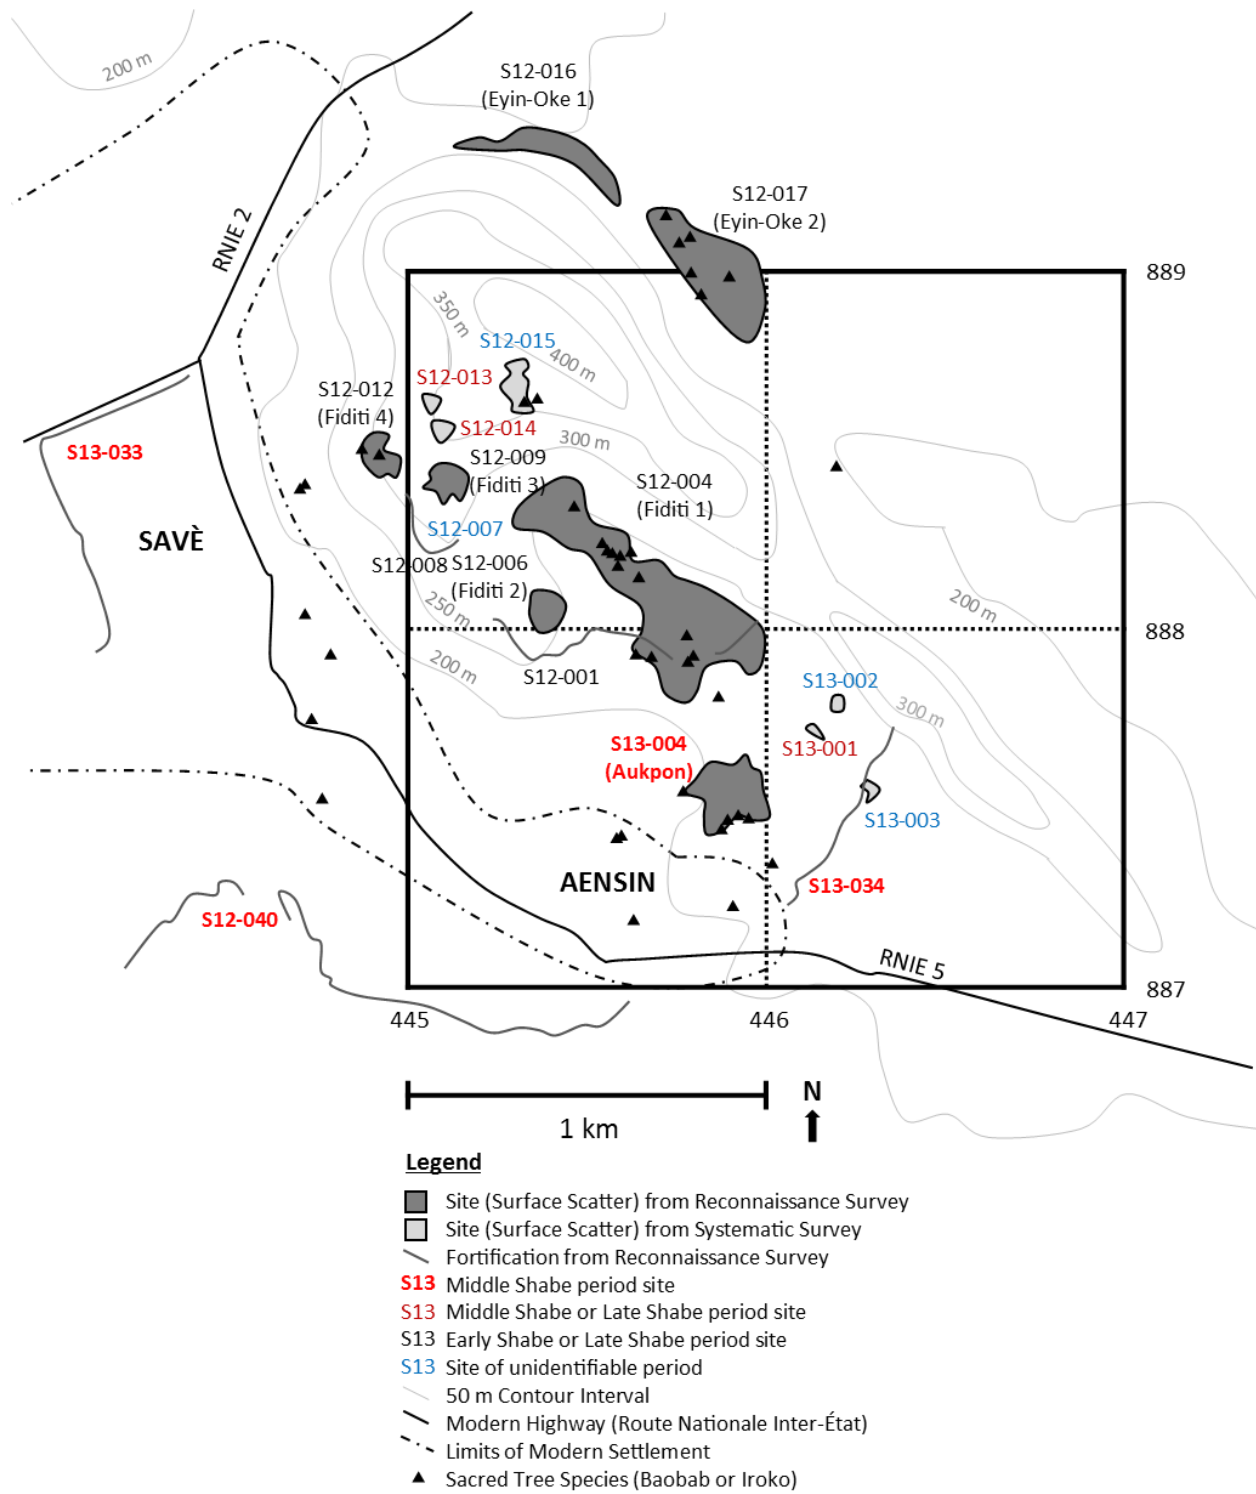 200 m
S12-016
(Eyin-Oke 1)
S12-017
(Eyin-Oke 2)
RNIE 2
889
350 m
S12-015
400 m
S12-013
S12-012
(Fiditi 4)
S12-014
300 m
S13-033
S12-009
(Fiditi 3)
S12-004
(Fiditi 1)
SAVÈ
S12-007
S12-008
S12-006
(Fiditi 2)
250 m
200 m
888
200 m
S12-001
S13-002
300 m
S13-004
(Aukpon)
S13-001
S13-003
AENSIN
S13-034
S12-040
RNIE 5
887
445
446
447
1 km
N
Legend
Site (Surface Scatter) from Reconnaissance Survey
Site (Surface Scatter) from Systematic Survey
Fortification from Reconnaissance Survey
S13 Middle Shabe period site
S13 Middle Shabe or Late Shabe period site
S13 Early Shabe or Late Shabe period site
S13 Site of unidentifiable period
50 m Contour Interval
Modern Highway (Route Nationale Inter-État)
Limits of Modern Settlement
Sacred Tree Species (Baobab or Iroko)